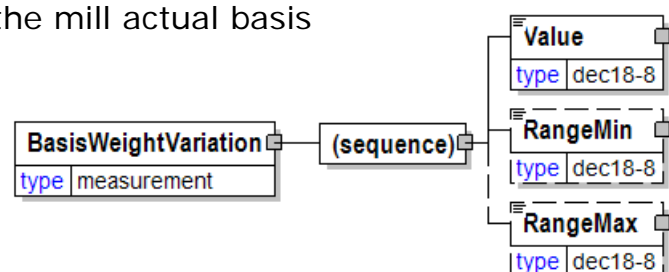 the mill actual basis
Value
type dec18-8
BasisWeightVariation
type measurement
(sequence)
RangeMin
type dec18-8
RangeMax
type dec18-8